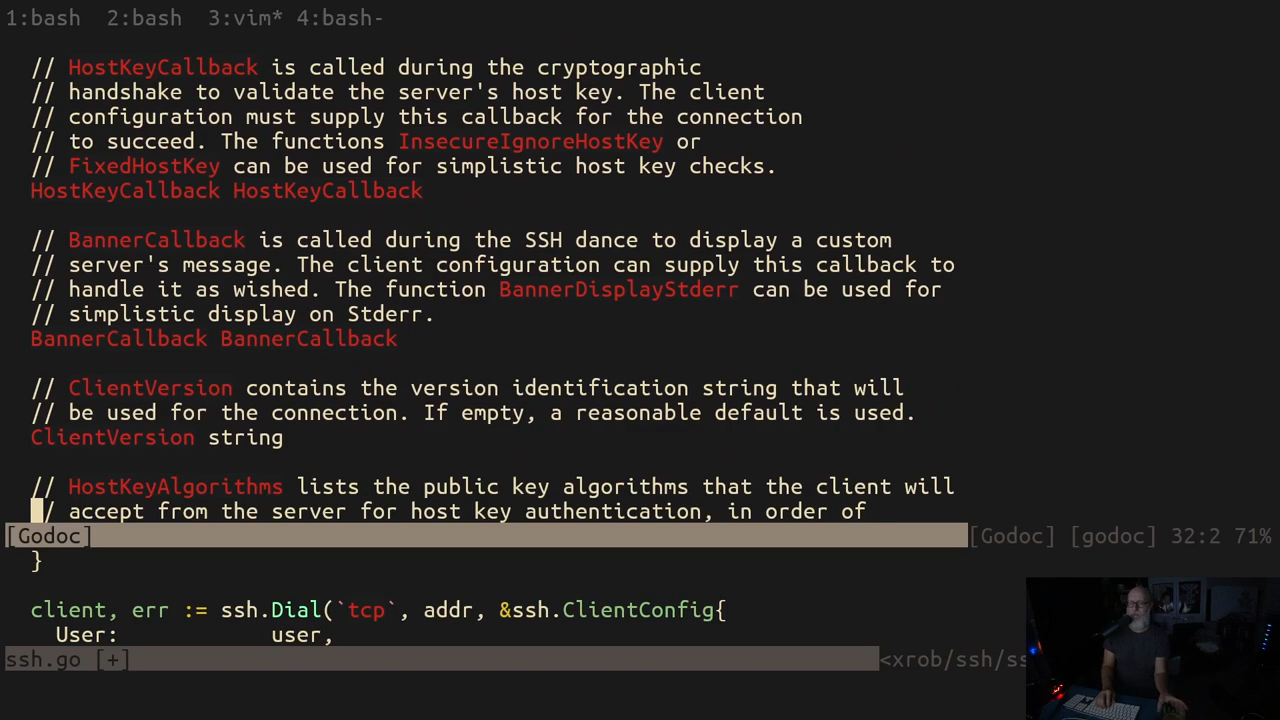 1:bash  2:bash  3:vim* 4:bash-
// HostKeyCallback is called during the cryptographic
// handshake to validate the server's host key. The client
// configuration must supply this callback for the connection
// to succeed. The functions InsecureIgnoreHostKey or
// FixedHostKey can be used for simplistic host key checks.
HostKeyCallback HostKeyCallback
// BannerCallback is called during the SSH dance to display a custom
// server's message. The client configuration can supply this callback to
// handle it as wished. The function BannerDisplayStderr can be used for
// simplistic display on Stderr.
BannerCallback BannerCallback
// ClientVersion contains the version identification string that will
// be used for the connection. If empty, a reasonable default is used.
ClientVersion string
// HostKeyAlgorithms lists the public key algorithms that the client will
// accept from the server for host key authentication, in order of
[Godoc] [Godoc] [godoc] 32:2 71%
}
client, err := ssh.Dial(`tcp`, addr, &ssh.ClientConfig{
User: user,
ssh.go [+] <xrob/ssh/ss